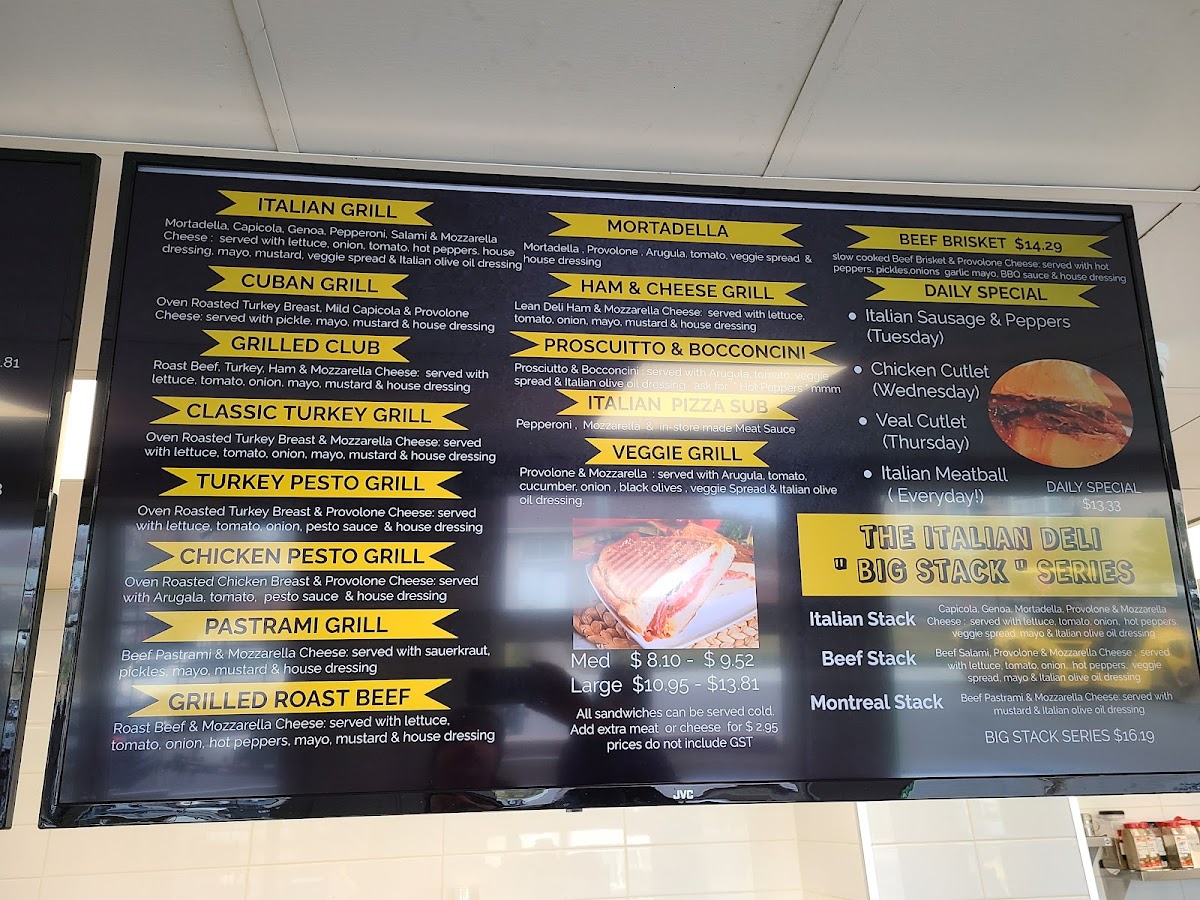 ITALIAN GRILL
Mortadella, Capicola, Genoa, Pepperoni, Salami & Mozzarella
Cheese : served with lettuce, onion, tomato, hot peppers, house
dressing, mayo, mustard, veggie spread & Italian olive oil dressing
CUBAN GRILL
Oven Roasted Turkey Breast, Mild Capicola & Provolone
Cheese: served with pickle, mayo, mustard & house dressing
GRILLED CLUB
Roast Beef, Turkey, Ham & Mozzarella Cheese: served with
lettuce, tomato, onion, mayo, mustard & house dressing
CLASSIC TURKEY GRILL
Oven Roasted Turkey Breast & Mozzarella Cheese: served
with lettuce, tomato, onion, mayo, mustard & house dressing
TURKEY PESTO GRILL
Oven Roasted Turkey Breast & Provolone Cheese: served
with lettuce, tomato, onion, pesto sauce & house dressing
CHICKEN PESTO GRILL
Oven Roasted Chicken Breast & Provolone Cheese: served
with Arugala, tomato, pesto sauce & house dressing
PASTRAMI GRILL
Beef Pastrami & Mozzarella Cheese: served with sauerkraut,
pickles, mayo, mustard & house dressing
GRILLED ROAST BEEF
Roast Beef & Mozzarella Cheese: served with lettuce,
tomato, onion, hot peppers, mayo, mustard & house dressing
MORTADELLA
Mortadella , Provolone , Arugula, tomato, veggie spread &
house dressing
HAM & CHEESE GRILL
Lean Deli Ham & Mozzarella Cheese: served with lettuce,
tomato, onion, mayo, mustard & house dressing
PROSCUITTO & BOCCONCINI
Prosciutto & Bocconcini : served with Arugula, tomato, veggie
spread & Italian olive oil dressing ask for " Hot Peppers " mmm
ITALIAN PIZZA SUB
Pepperoni , Mozzarella & in-store made Meat Sauce
VEGGIE GRILL
Provolone & Mozzarella : served with Arugula, tomato,
cucumber, onion , black olives , veggie Spread & Italian olive
oil dressing.
Med $ 8.10 - $ 9.52
Large $10.95 - $13.81
All sandwiches can be served cold.
Add extra meat or cheese for $ 2.95
prices do not include GST
BEEF BRISKET $14.29
slow cooked Beef Brisket & Provolone Cheese: served with hot
peppers, pickles,onions garlic mayo, BBQ sauce & house dressing
DAILY SPECIAL
• Italian Sausage & Peppers
(Tuesday)
• Chicken Cutlet
(Wednesday)
• Veal Cutlet
(Thursday)
• Italian Meatball
( Everyday!)
DAILY SPECIAL
$13.33
THE ITALIAN DELI
" BIG STACK " SERIES
Italian Stack
Capicola, Genoa, Mortadella, Provolone & Mozzarella
Cheese : served with lettuce, tomato, onion, hot peppers,
veggie spread, mayo & Italian olive oil dressing
Beef Stack
Beef Salami, Provolone & Mozzarella Cheese ; served
with lettuce, tomato, onion, hot peppers, veggie
spread, mayo & Italian olive oil dressing
Montreal Stack
Beef Pastrami & Mozzarella Cheese: served with
mustard & Italian olive oil dressing
BIG STACK SERIES $16.19
JVC